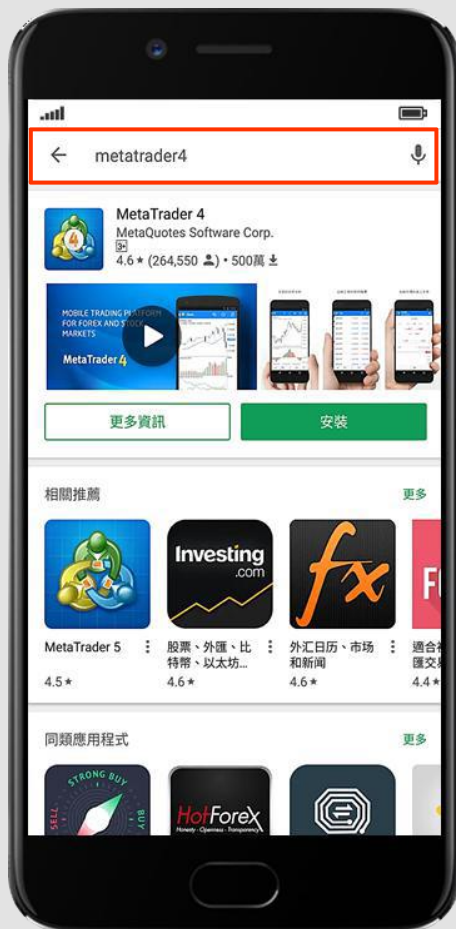 metatrader4
MetaTrader 4
MetaQuotes Software Corp.
3+
4.6★ (264,550 ) • 500萬
MOBILE TRADING PLATFORM
FOR FOREX AND STOCK
MARKETS
MetaTrader 4
更多資訊
安裝
相關推薦
更多
Investing
.com
fx
MetaTrader 5
4.5★
股票、外匯、比
特幣、以太坊...
4.6★
外汇日历、市场
和新闻
4.6★
4.4★
同類應用程式
更多
STRONG BUY
SELL
BUY
HotForex
Honesty - Openness - Transparency